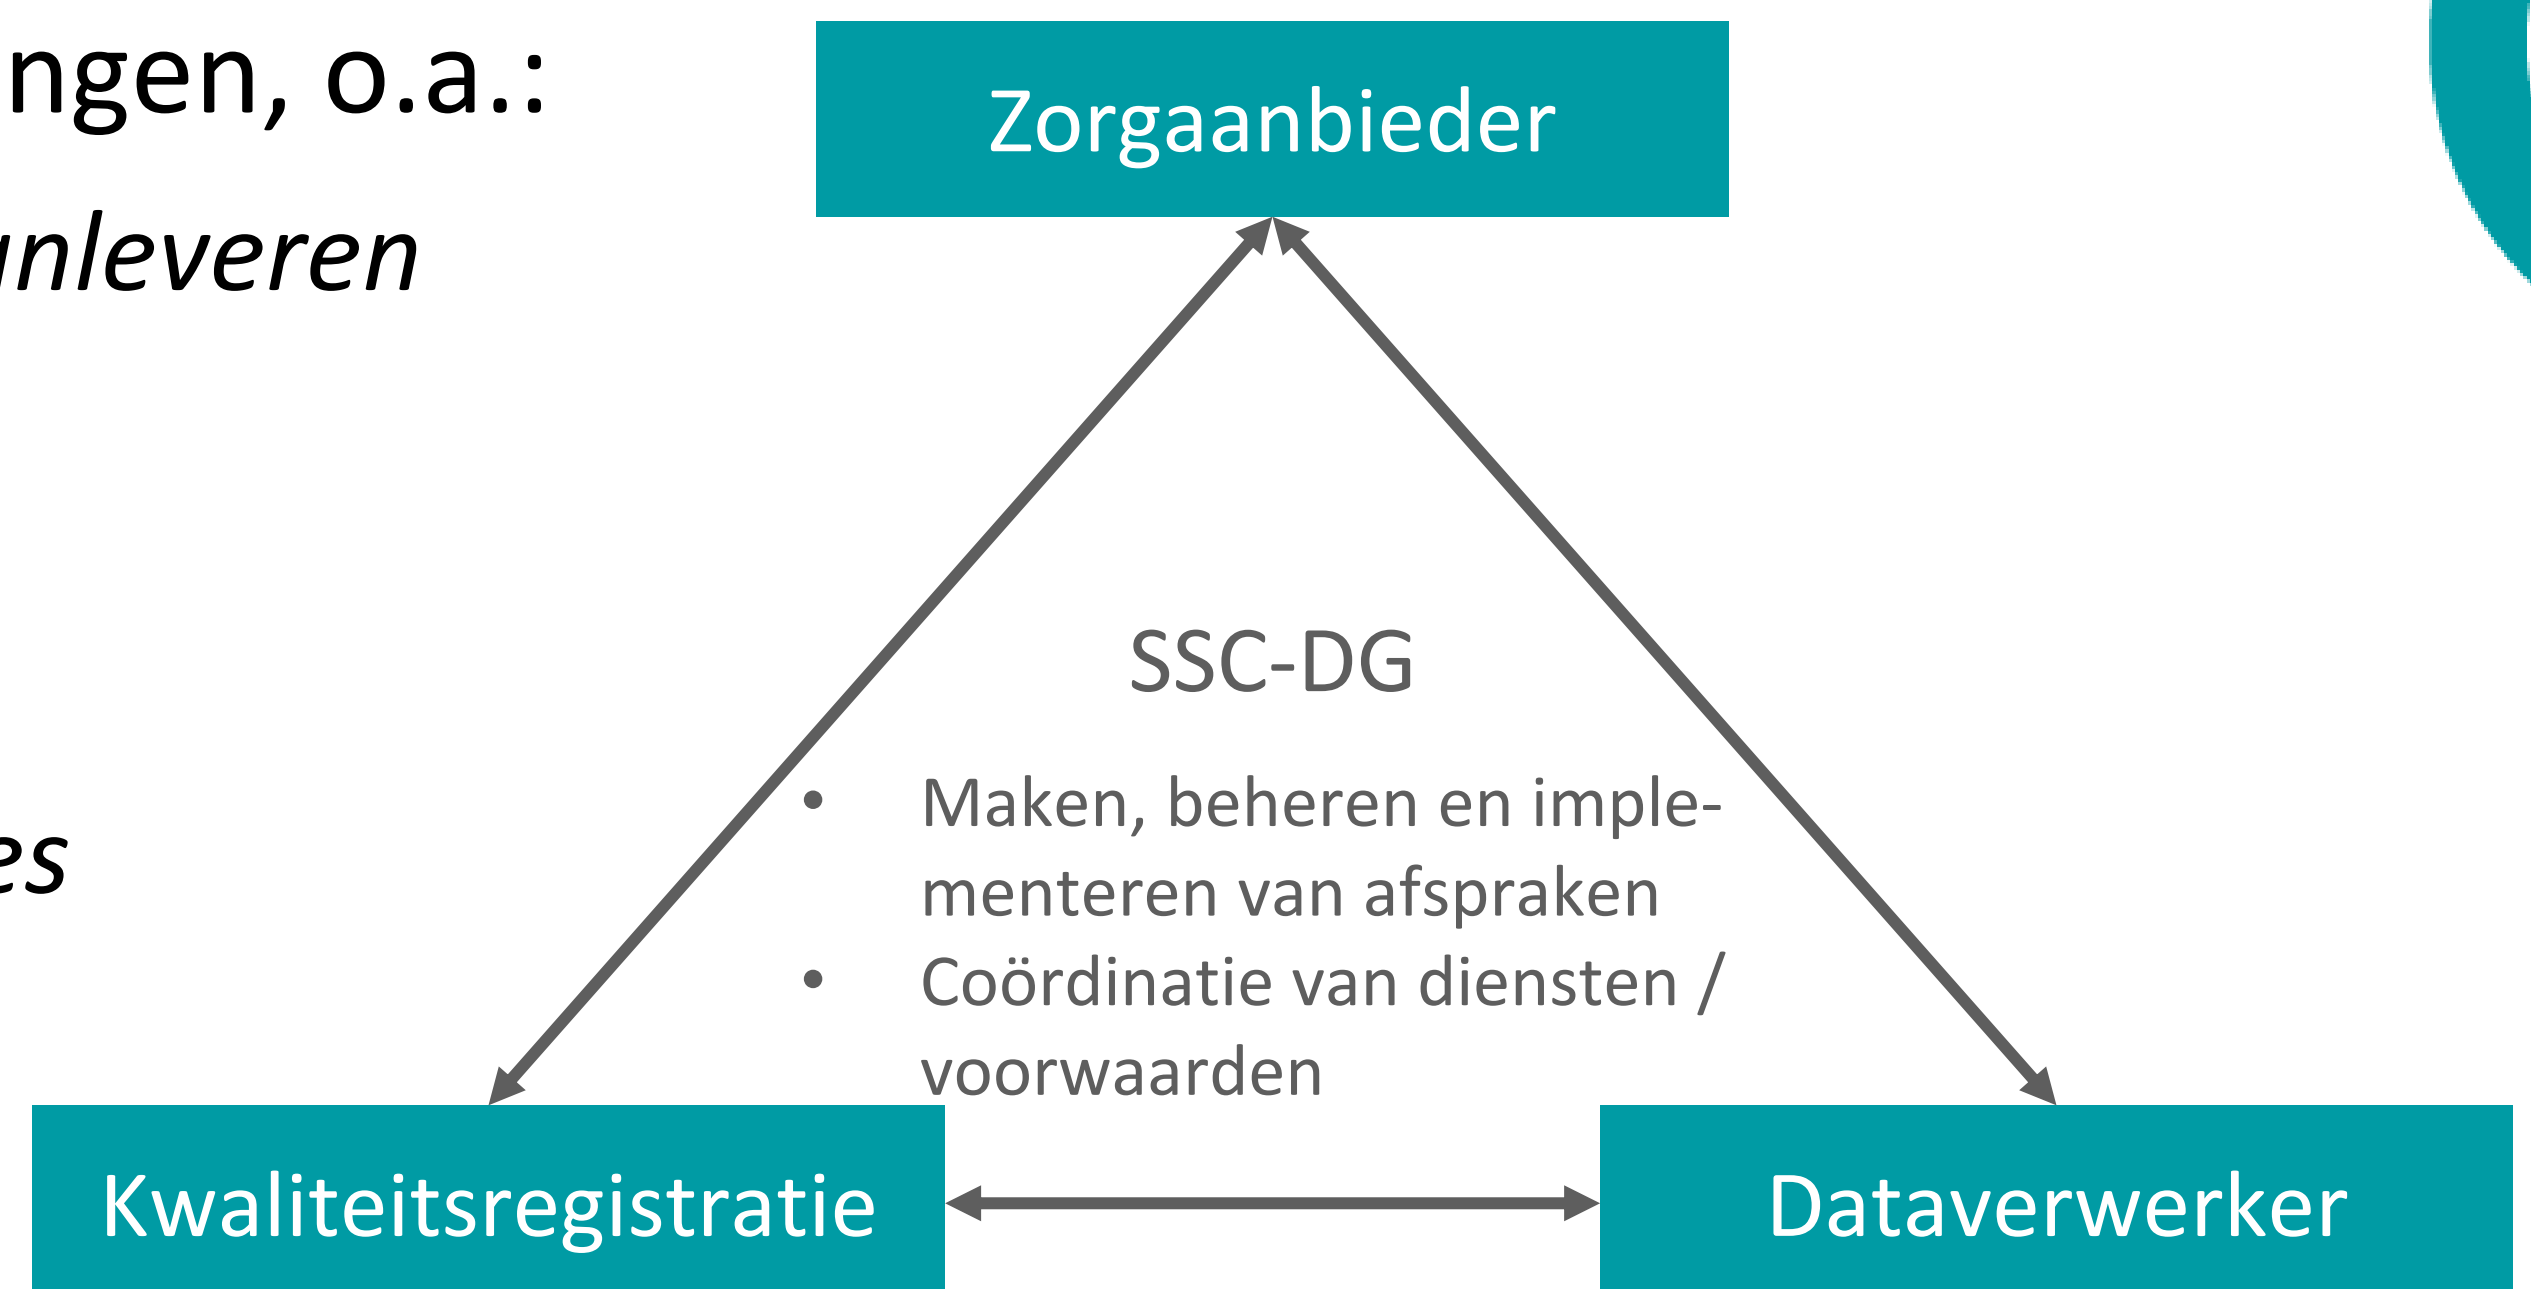 ngen, o.a.:
nleveren
es
Zorgaanbieder
SSC-DG
• Maken, beheren en imple-
menteren van afspraken
• Coördinatie van diensten /
voorwaarden
Kwaliteitsregistratie
Dataverwerker